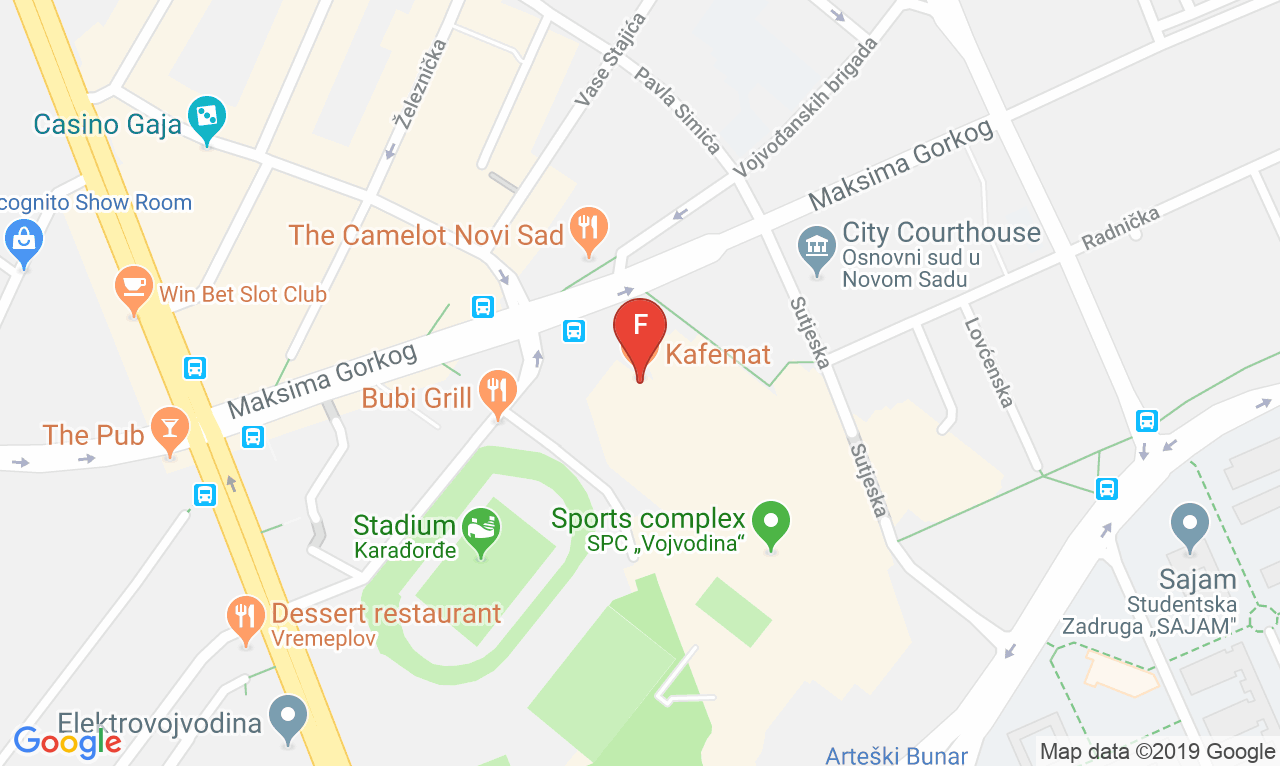 Vase Stajića
Pavla Simića
Železnička
Vojvođanskih brigada
Casino Gaja
Maksima Gorkog
cognito Show Room
Radnička
The Camelot Novi Sad
City Courthouse
Osnovni sud u
Novom Sadu
Win Bet Slot Club
Sutjeska
Lovćenska
F
Kafemat
Maksima Gorkog
Bubi Grill
The Pub
Sutjeska
Stadium
Karađorđe
Sports complex
SPC „Vojvodina“
Sajam
Studentska
Zadruga „SAJAM"
Dessert restaurant
Vremeplov
Elektrovojvodina
Google
Arteški Bunar
Map data ©2019 Google